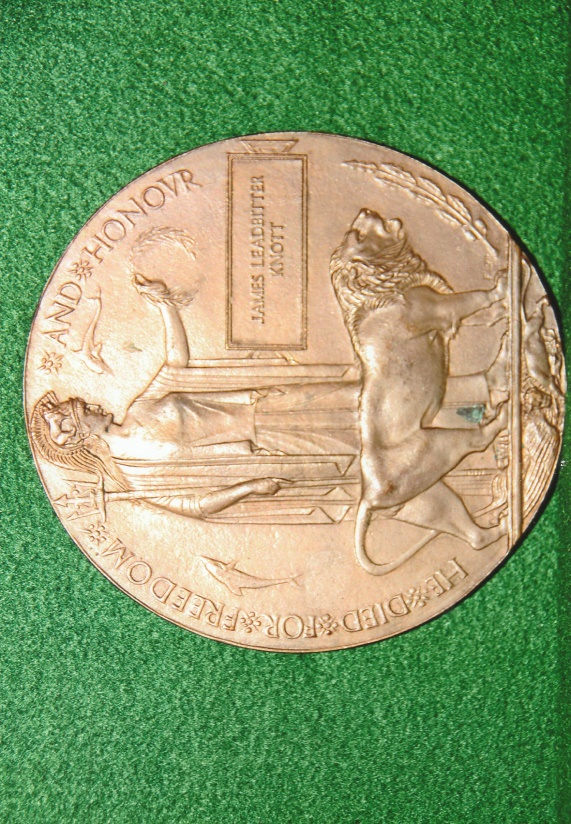 HE DIED FOR FREEDOM AND HONOVR
JAMES LEADBITTER
KNOTT